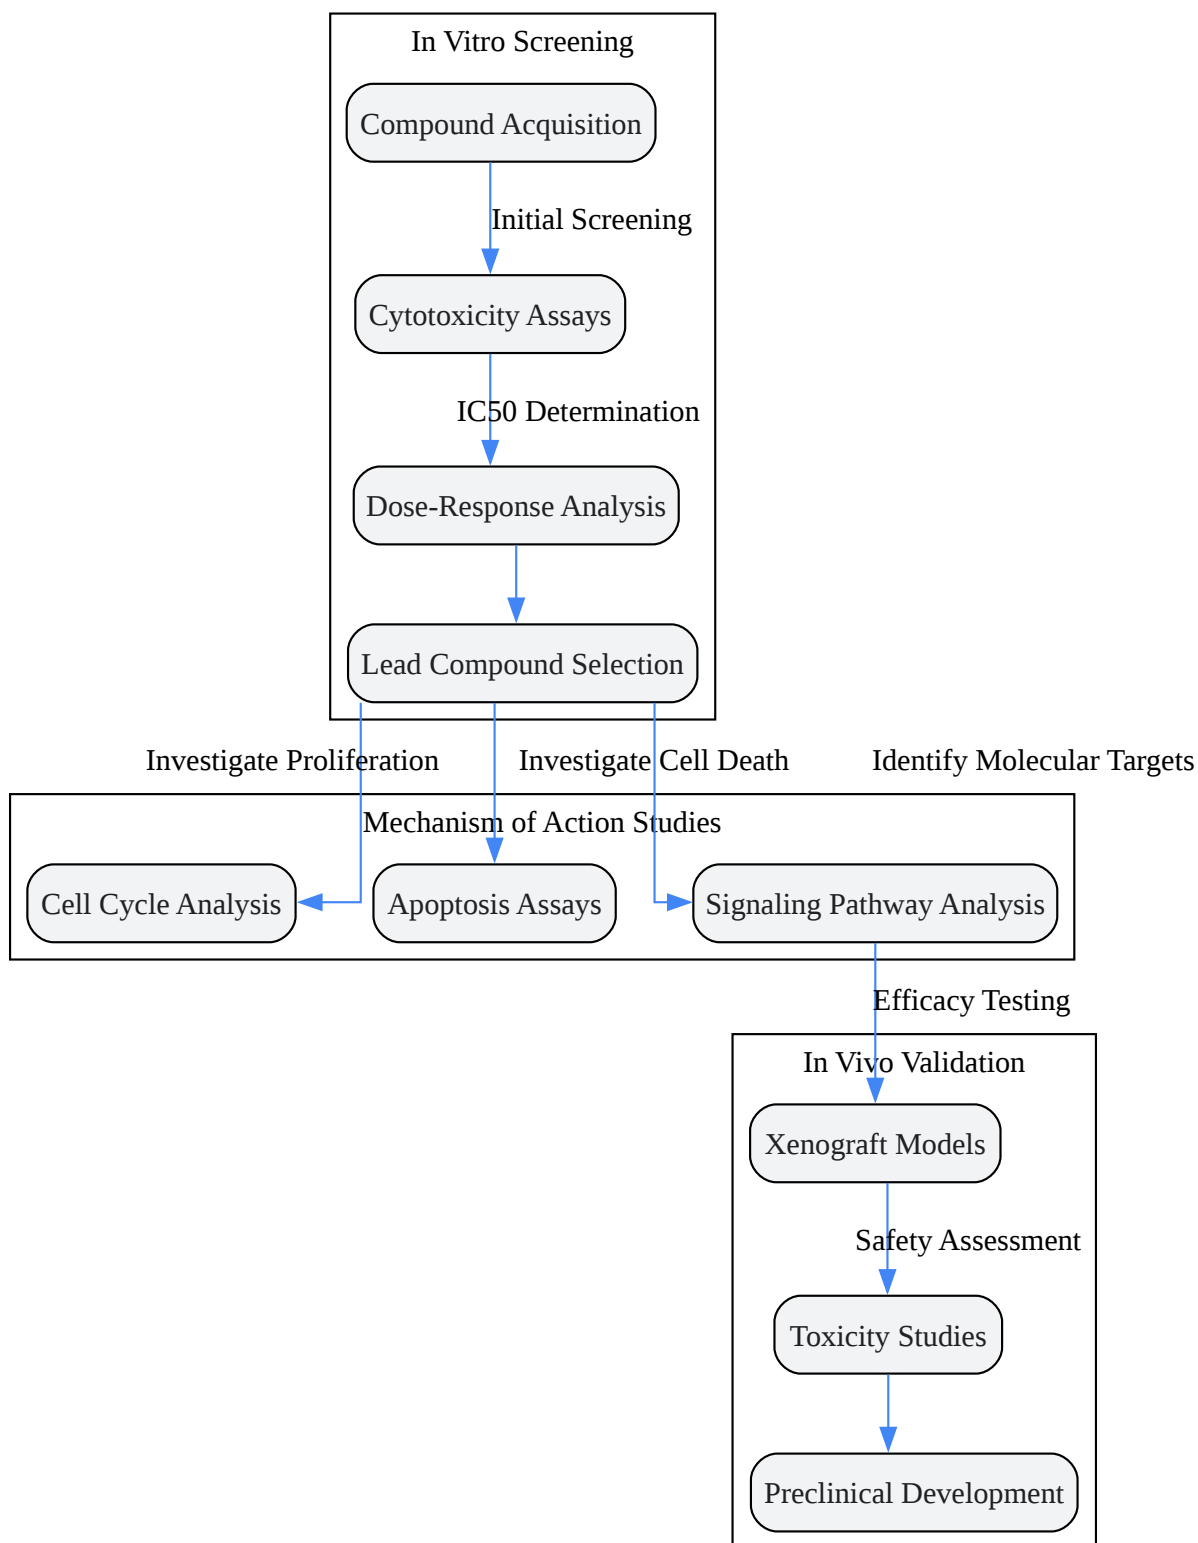 In Vitro Screening
Compound Acquisition
Initial Screening
Cytotoxicity Assays
IC50 Determination
Dose-Response Analysis
Lead Compound Selection
Investigate Proliferation
Investigate Cell Death
Identify Molecular Targets
Mechanism of Action Studies
Cell Cycle Analysis
Apoptosis Assays
Signaling Pathway Analysis
Efficacy Testing
In Vivo Validation
Xenograft Models
Safety Assessment
Toxicity Studies
Preclinical Development